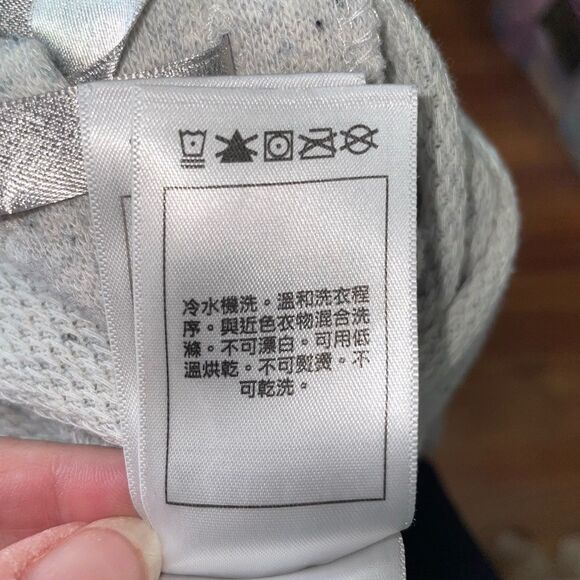 冷水機洗。溫和洗衣程
序。與近色衣物混合洗
滌。不可漂白。可用低
溫烘乾。不可熨燙。不
可乾洗。